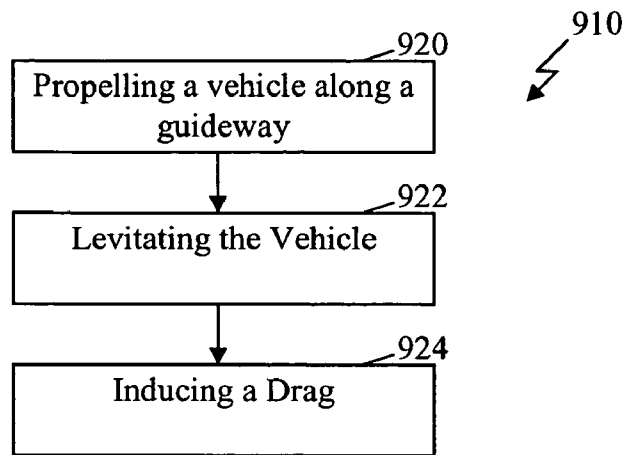 920
910
Propelling a vehicle along a
guideway
922
Levitating the Vehicle
924
Inducing a Drag